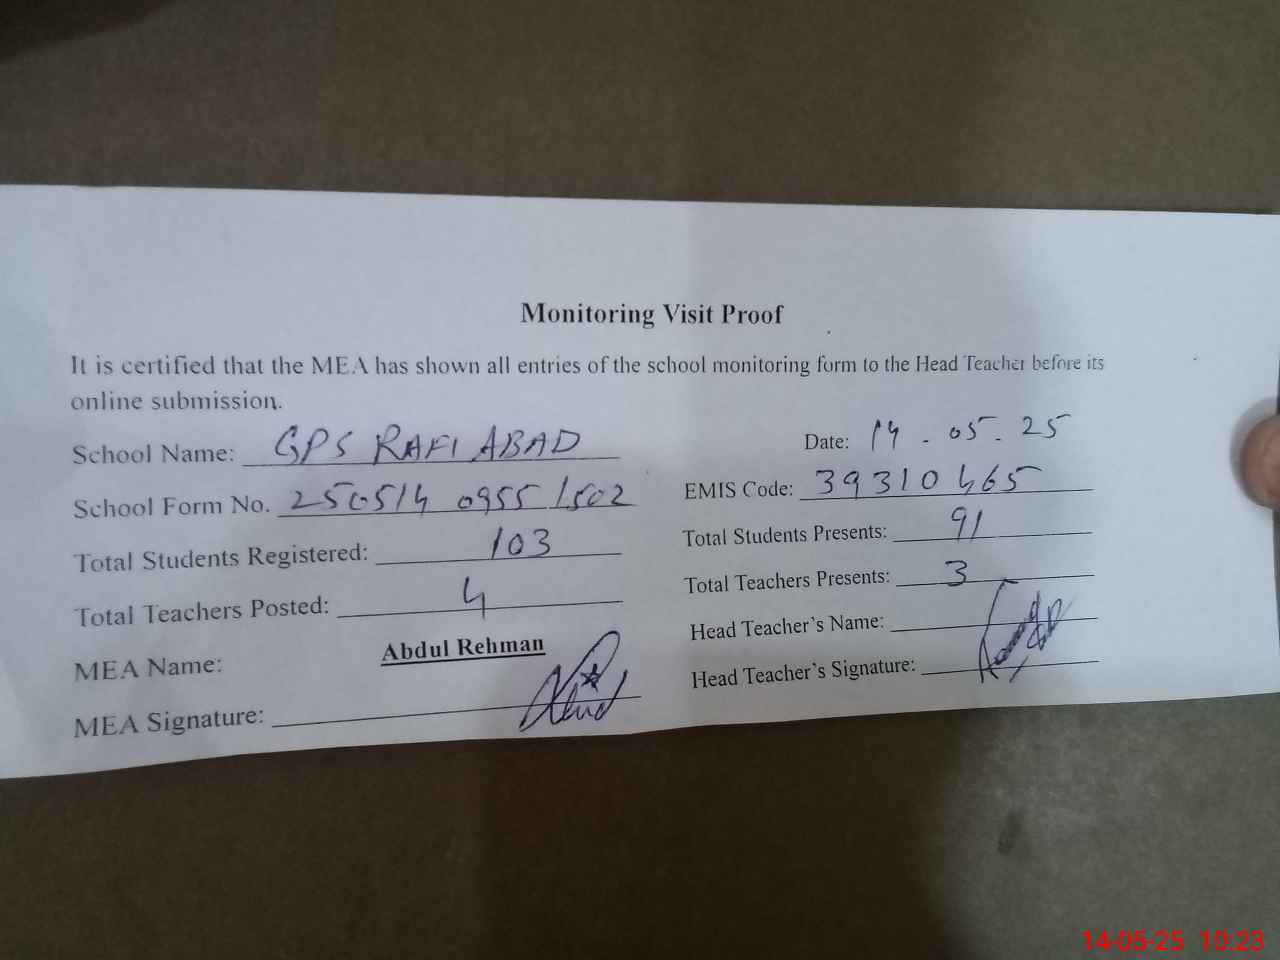 Monitoring Visit Proof
It is certified that the MEA has shown all entries of the school monitoring form to the Head Teacher before its
online submission.
School Name: GPS RAFI ABAD
Date: 14-05-25
School Form No. 250514 0955 1502
EMIS Code: 39310465
Total Students Registered: 103
Total Students Presents: 91
Total Teachers Posted: 4
Total Teachers Presents: 3
MEA Name: Abdul Rehman
Head Teacher's Name:
MEA Signature:
Head Teacher's Signature:
14-05-25 10:23